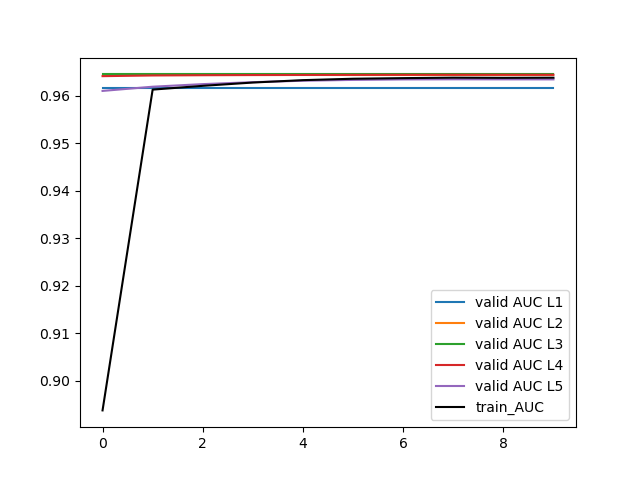 0.96
0.95
0.94
0.93
0.92
0.91
0.90
0
2
4
6
8
valid AUC L1
valid AUC L2
valid AUC L3
valid AUC L4
valid AUC L5
train_AUC